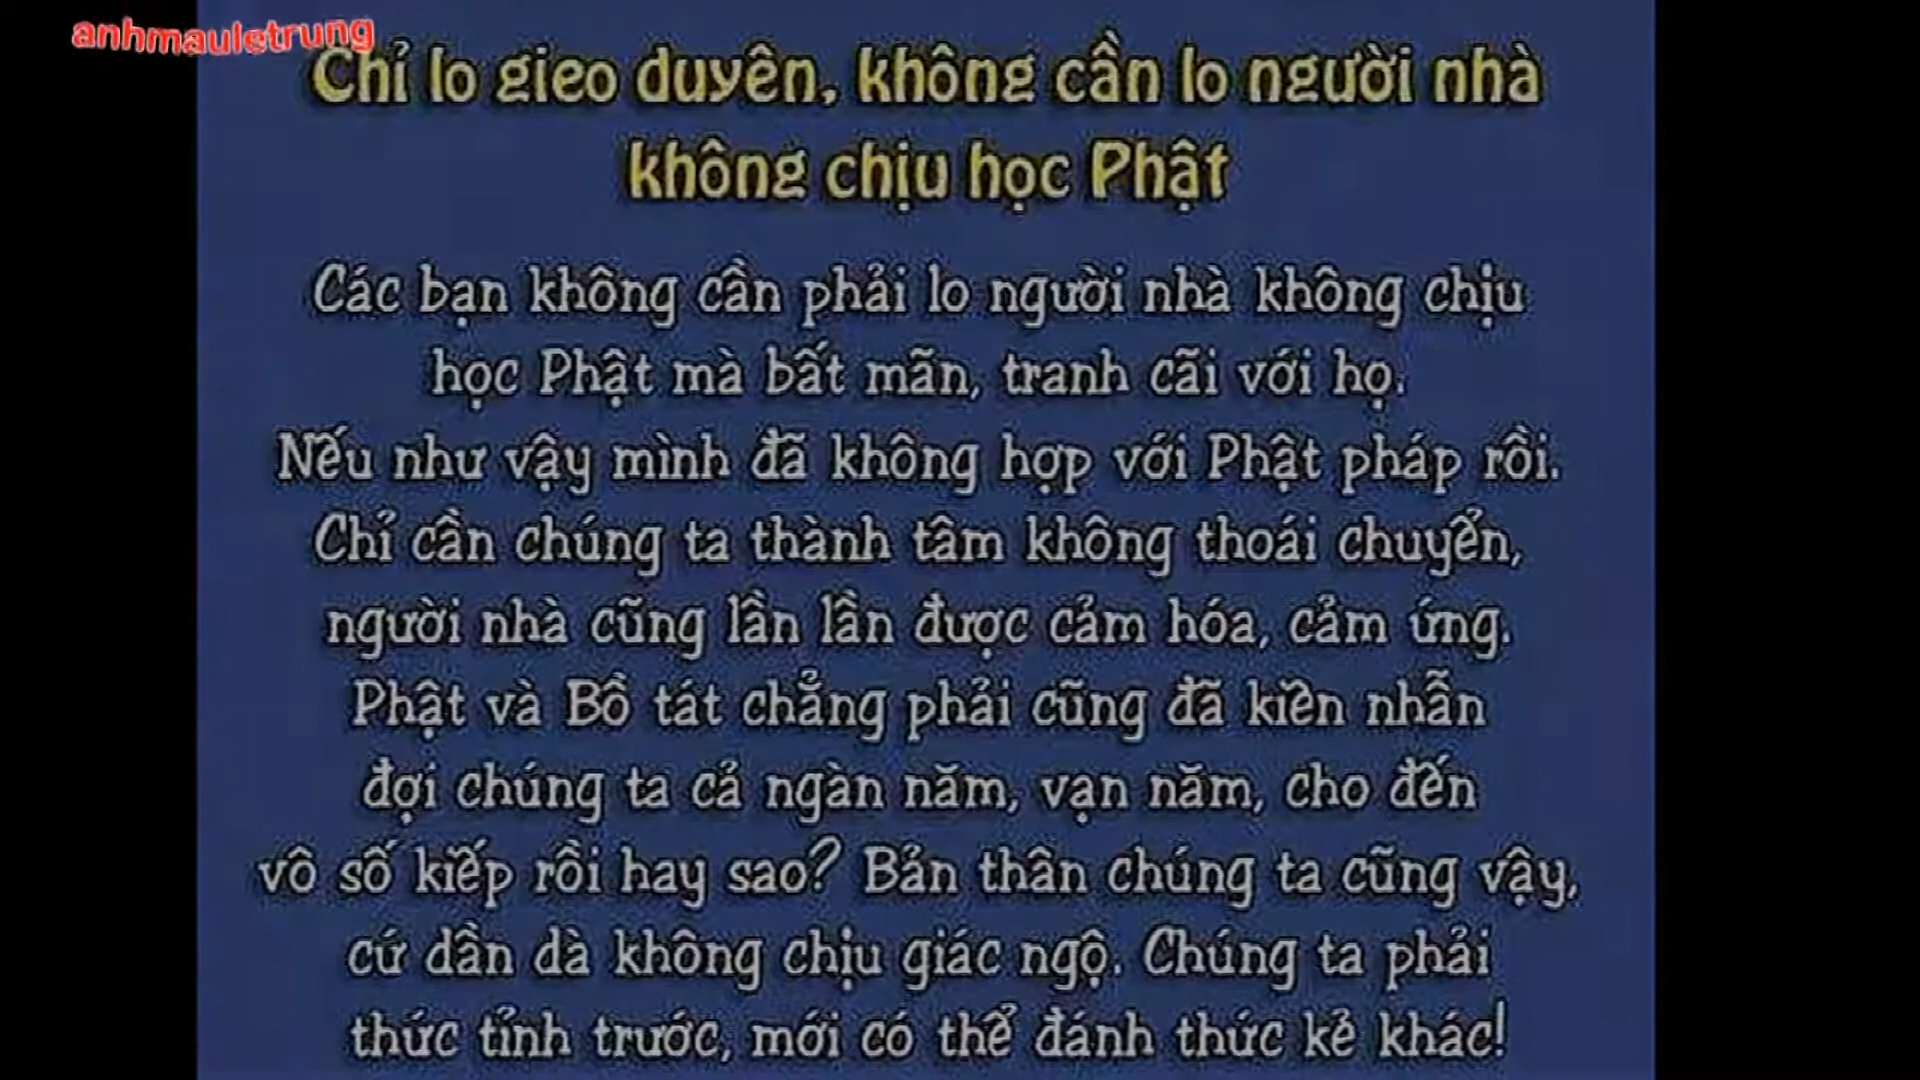 anhmauletrung
Chỉ lo gieo duyên, không cần lo người nhà
không chịu học Phật
Các bạn không cần phải lo người nhà không chịu
học Phật mà bất mãn, tranh cãi với họ.
Nếu như vậy mình đã không hợp với Phật pháp rồi.
Chỉ cần chúng ta thành tâm không thoái chuyển,
người nhà cũng lần lần được cảm hóa, cảm ứng.
Phật và Bồ tát chẳng phải cũng đã kiền nhẫn
đợi chúng ta cả ngàn năm, vạn năm, cho đến
vô số kiếp rồi hay sao? Bản thân chúng ta cũng vậy,
cứ dần dà không chịu giác ngộ. Chúng ta phải
thức tỉnh trước, mới có thể đánh thức kẻ khác!